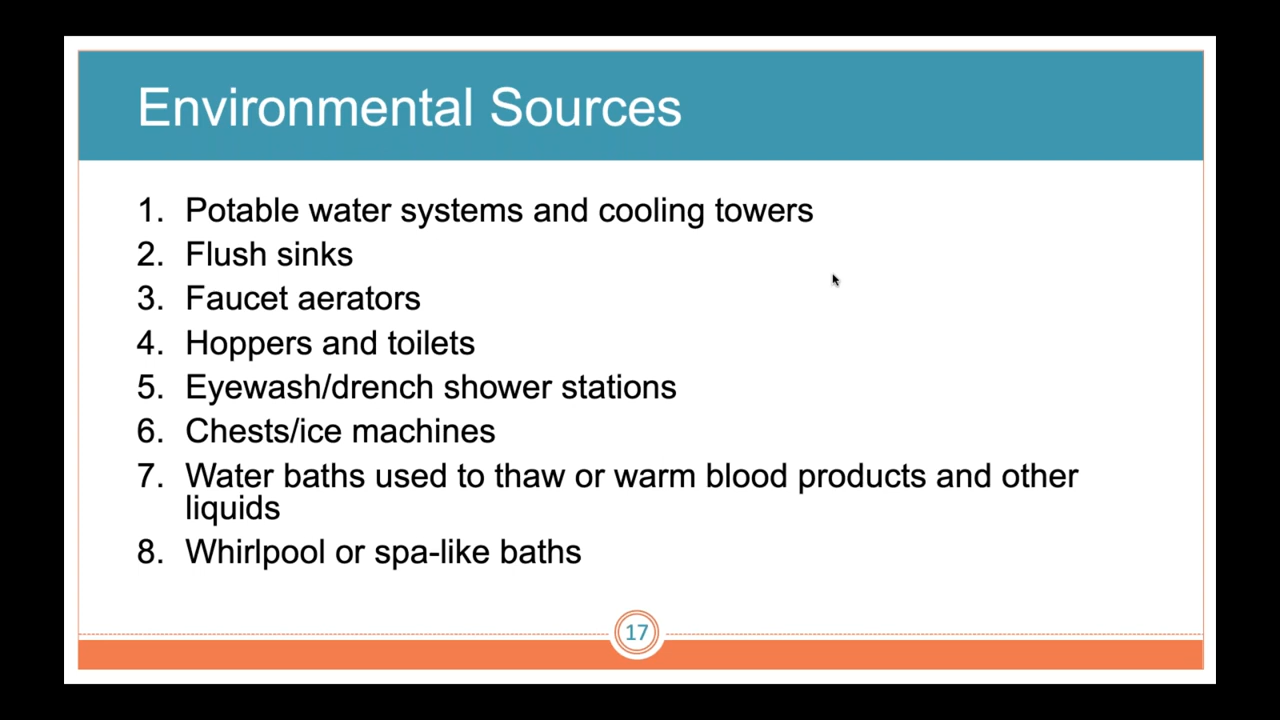 Environmental Sources
1. Potable water systems and cooling towers
2. Flush sinks
3. Faucet aerators
4. Hoppers and toilets
5. Eyewash/drench shower stations
6. Chests/ice machines
7. Water baths used to thaw or warm blood products and other
liquids
8. Whirlpool or spa-like baths
17